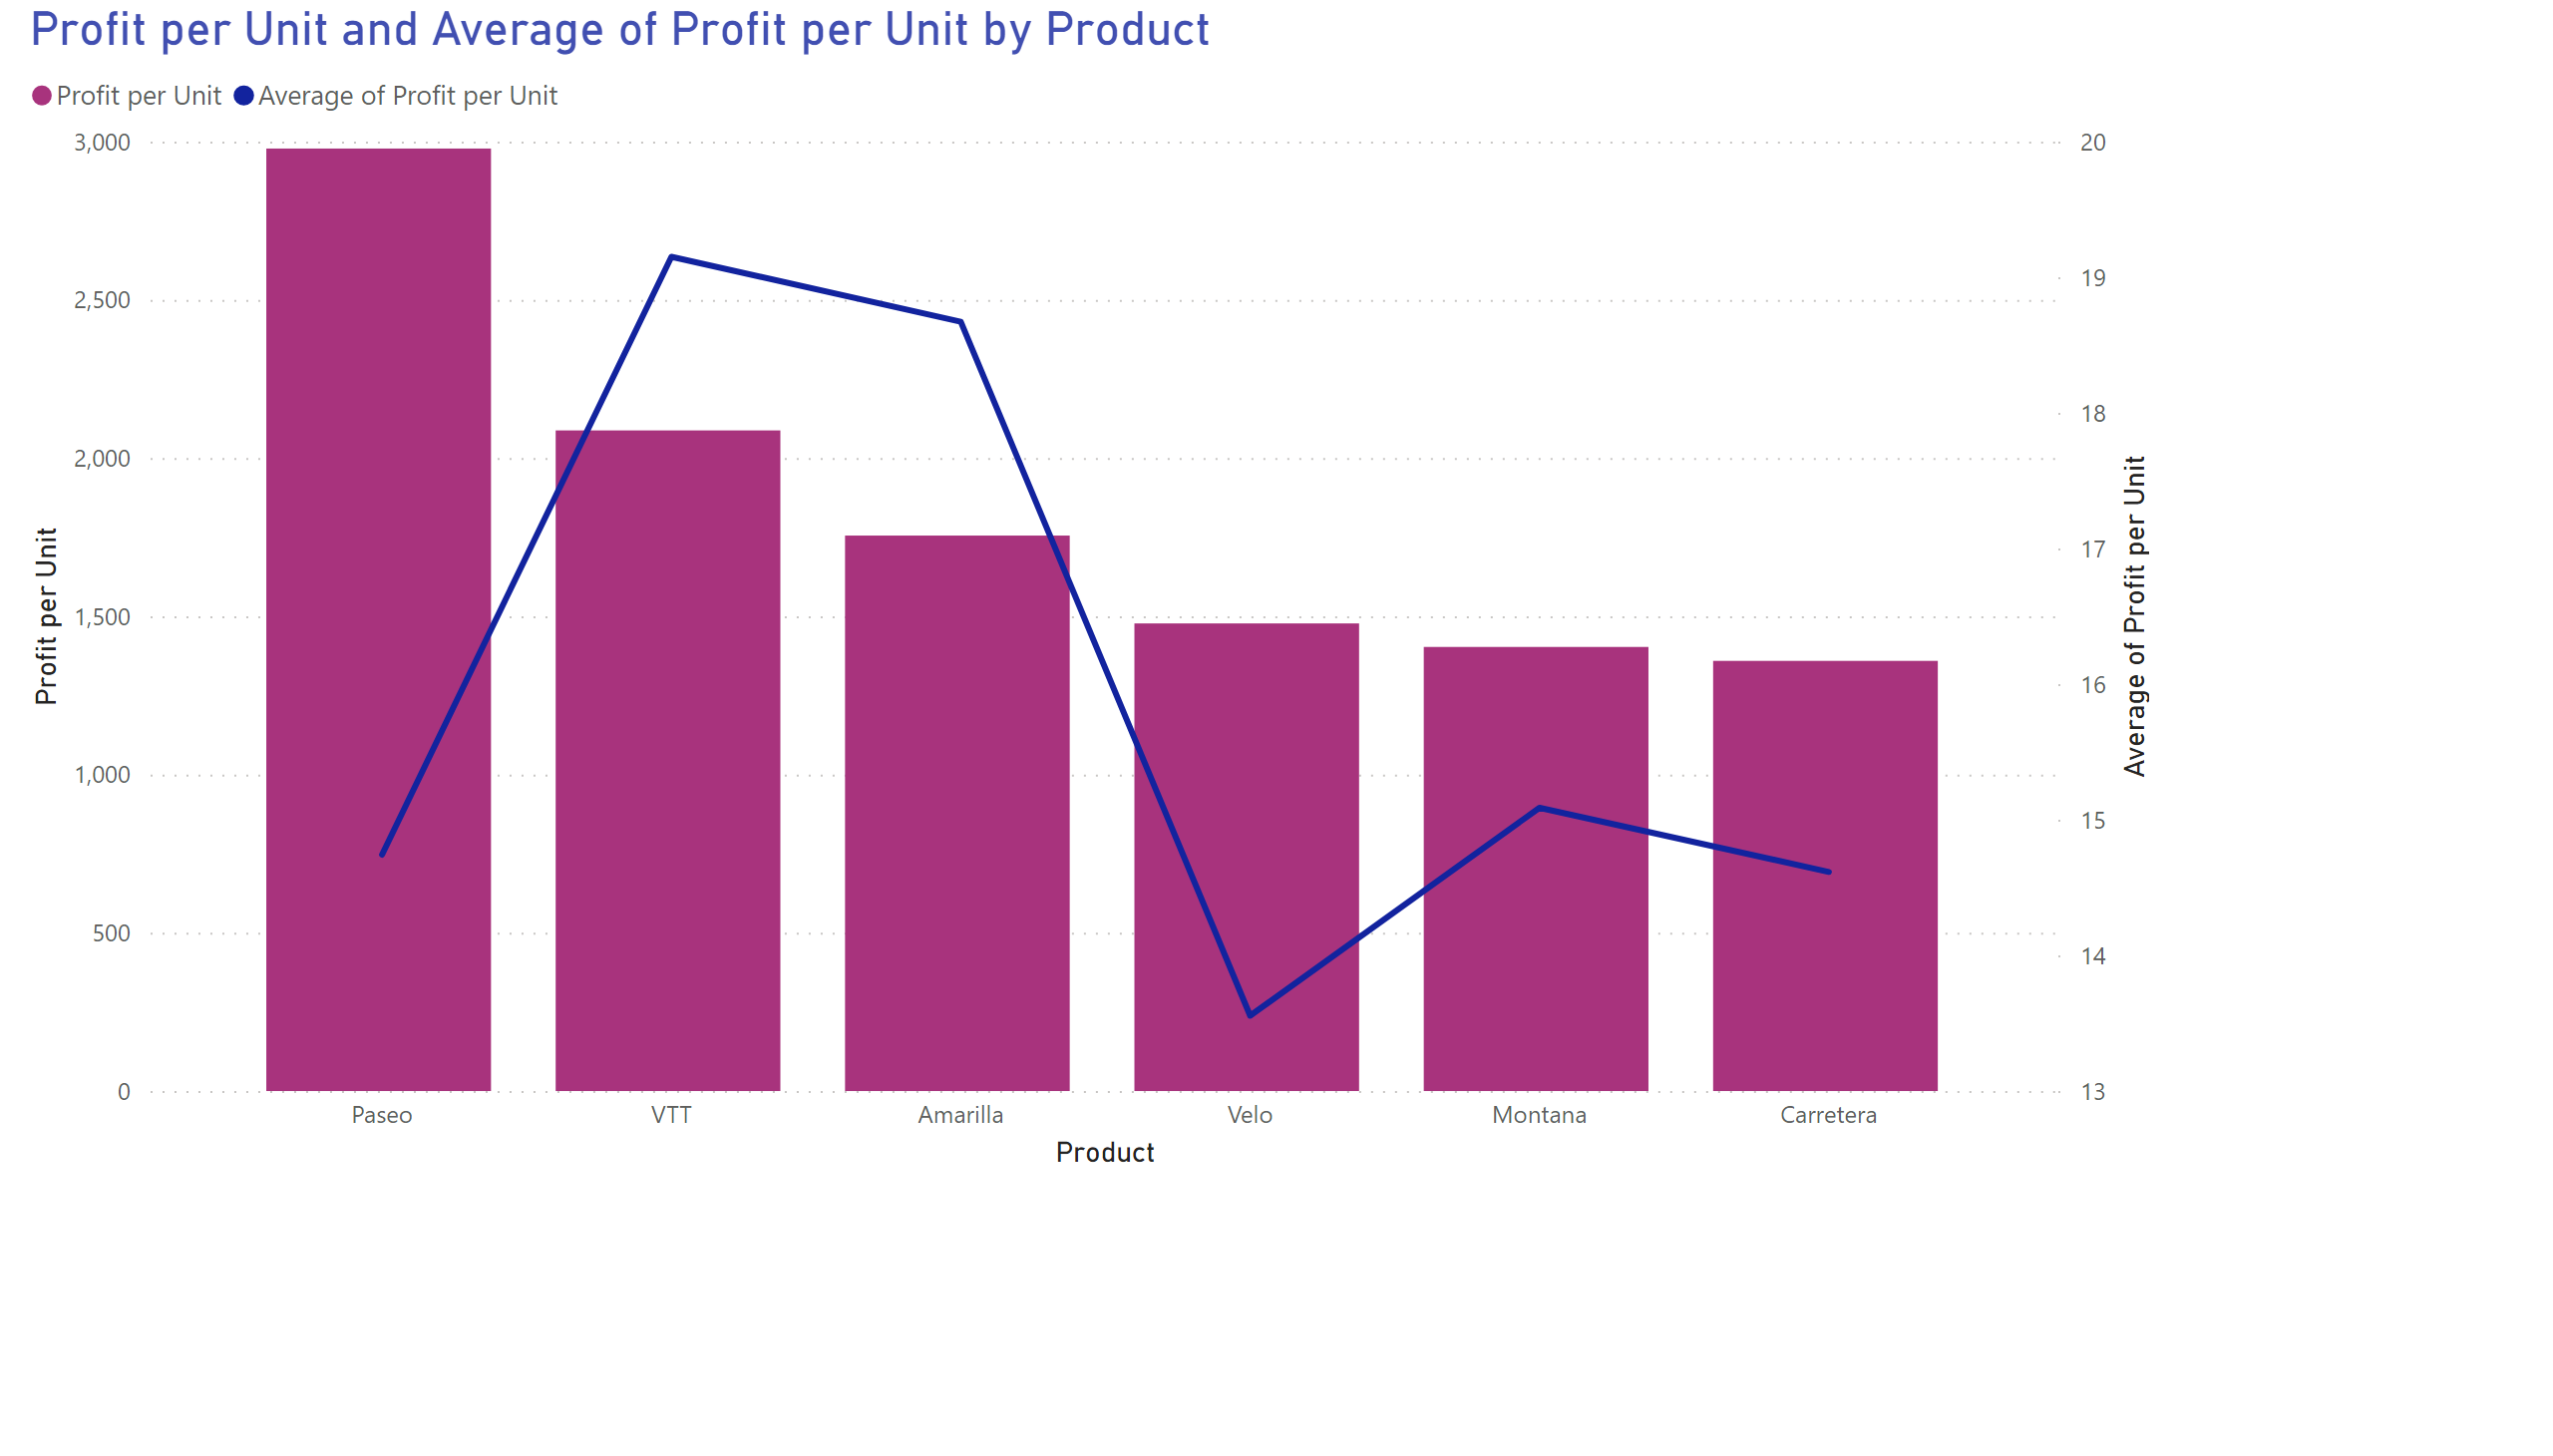 Profit per Unit and Average of Profit per Unit by Product
Profit per Unit Average of Profit per Unit
3,000
2,500
2,000
1,500
1,000
500
0
Profit per Unit
20
19
18
17
16
15
14
13
Average of Profit per Unit
Paseo VTT Amarilla Velo Montana Carretera
Product